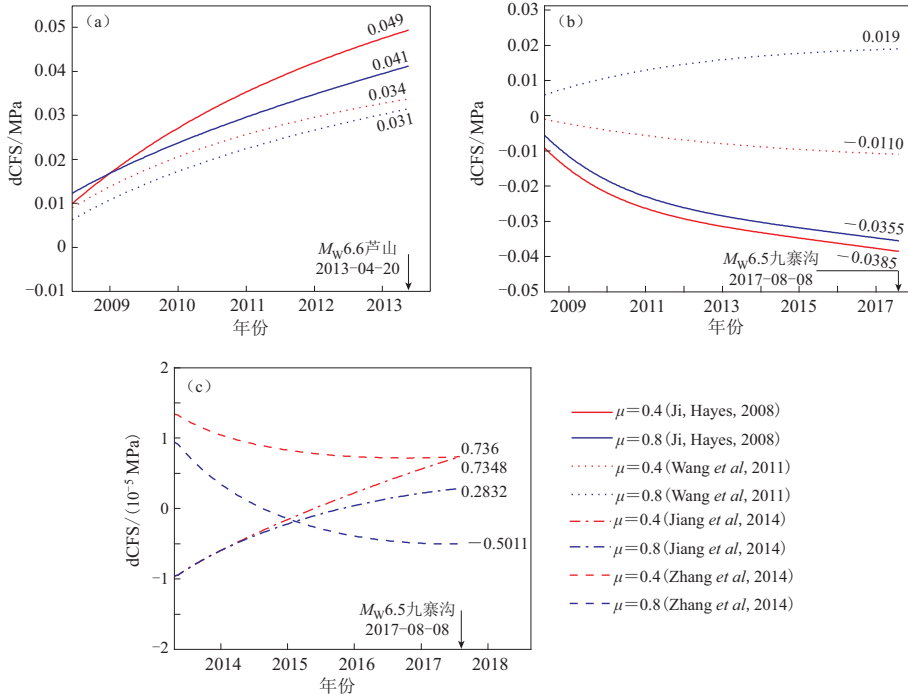 (a)
0.05
0.04
0.03
0.02
0.01
0
−0.01
dCFS/MPa
0.049
0.041
0.034
0.031
MW6.6芦山
2013-04-20
2009
2010
2011
2012
2013
年份
(b)
0.03
0.02
0.01
0
−0.01
−0.02
−0.03
−0.04
−0.05
dCFS/MPa
0.019
−0.0110
−0.0355
−0.0385
MW6.5九寨沟
2017-08-08
2009
2011
2013
2015
2017
年份
(c)
2
1
0
−1
−2
dCFS/(10⁻⁵ MPa)
0.736
0.7348
0.2832
−0.5011
MW6.5九寨沟
2017-08-08
2014
2015
2016
2017
2018
年份
μ=0.4(Ji, Hayes, 2008)
μ=0.8(Ji, Hayes, 2008)
μ=0.4(Wang et al, 2011)
μ=0.8(Wang et al, 2011)
μ=0.4(Jiang et al, 2014)
μ=0.8(Jiang et al, 2014)
μ=0.4(Zhang et al, 2014)
μ=0.8(Zhang et al, 2014)